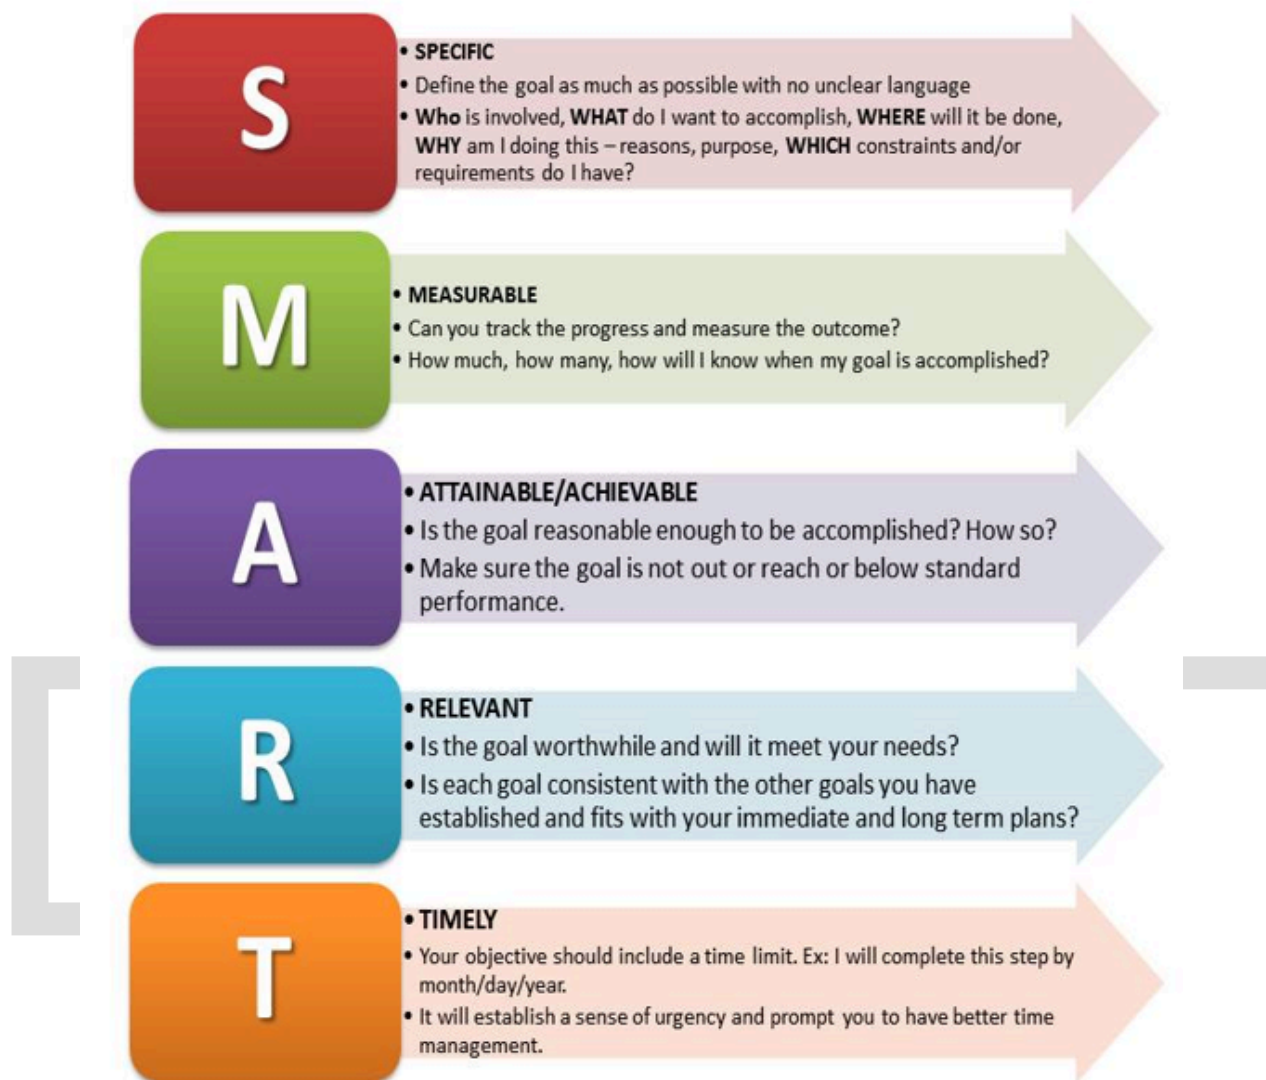 S
• SPECIFIC
• Define the goal as much as possible with no unclear language
• Who is involved, WHAT do I want to accomplish, WHERE will it be done,
WHY am I doing this – reasons, purpose, WHICH constraints and/or
requirements do I have?
M
• MEASURABLE
• Can you track the progress and measure the outcome?
• How much, how many, how will I know when my goal is accomplished?
A
• ATTAINABLE/ACHIEVABLE
• Is the goal reasonable enough to be accomplished? How so?
• Make sure the goal is not out or reach or below standard
performance.
R
• RELEVANT
• Is the goal worthwhile and will it meet your needs?
• Is each goal consistent with the other goals you have
established and fits with your immediate and long term plans?
T
• TIMELY
• Your objective should include a time limit. Ex: I will complete this step by
month/day/year.
• It will establish a sense of urgency and prompt you to have better time
management.